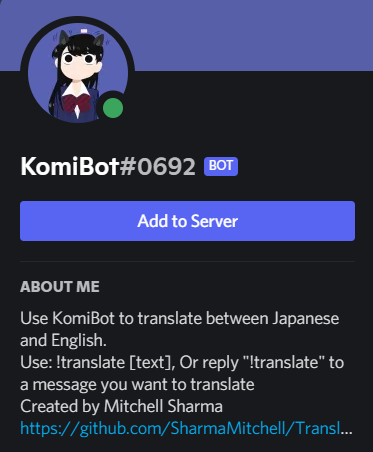 KomiBot#0692 BOT
Add to Server
ABOUT ME
Use KomiBot to translate between Japanese
and English.
Use: !translate [text], Or reply "!translate" to
a message you want to translate
Created by Mitchell Sharma
https://github.com/SharmaMitchell/Transl...